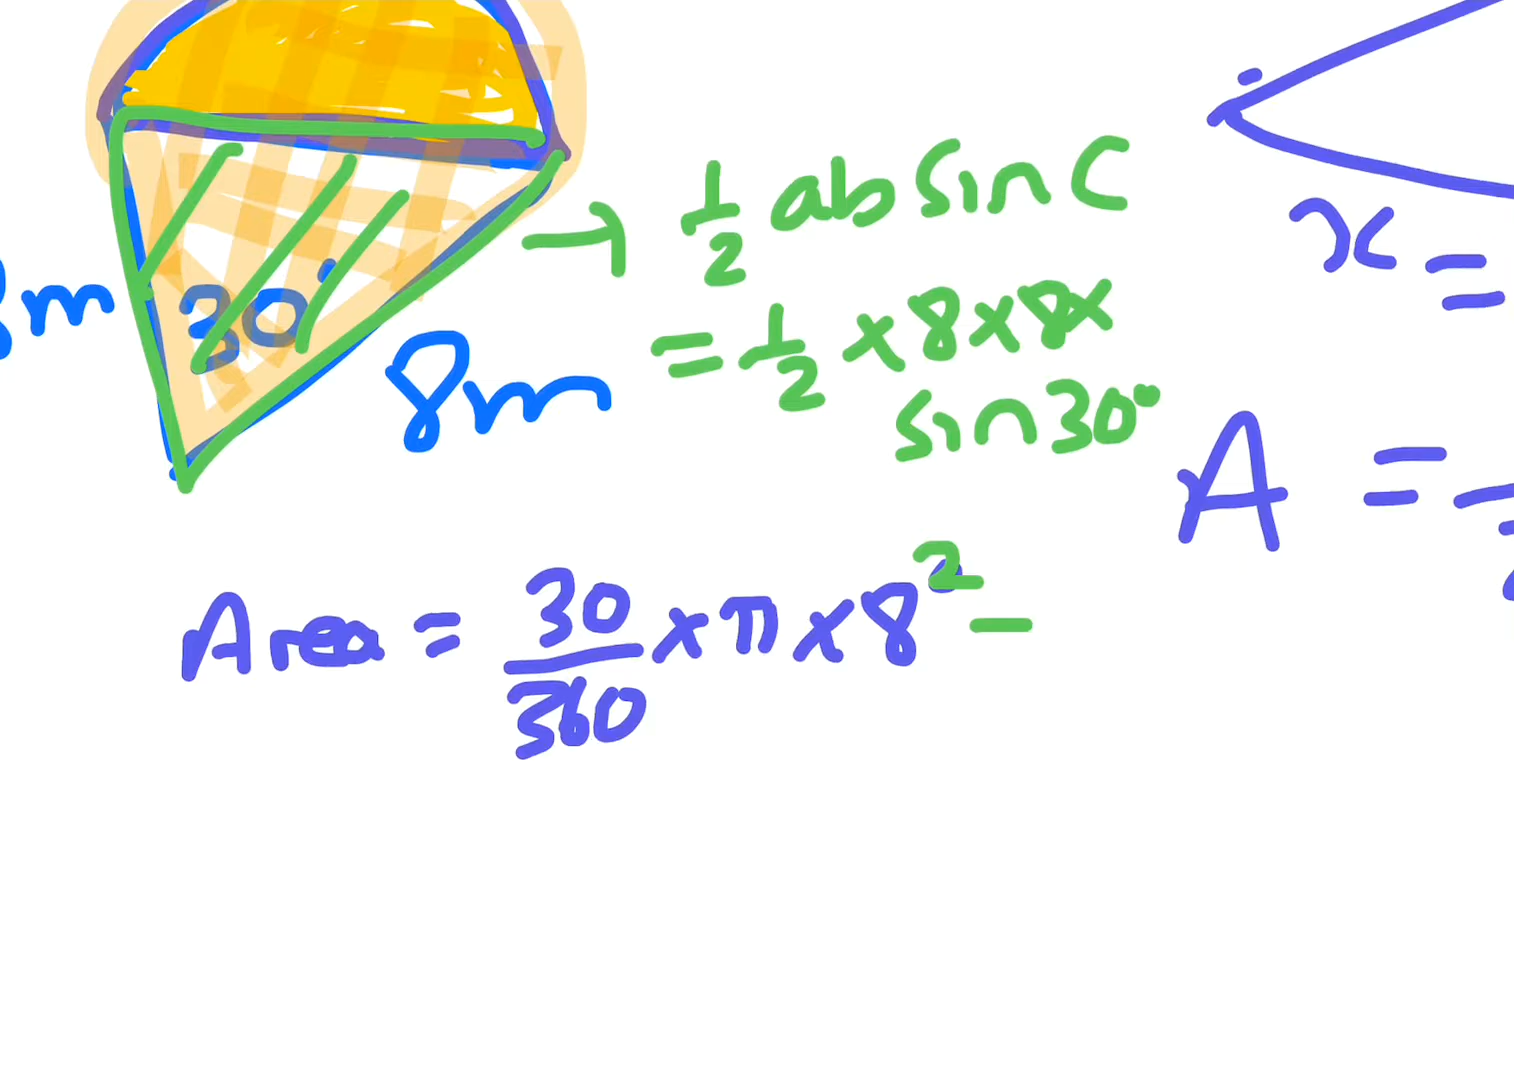 → ½ ab sin C
8m 30°
8m = ½ × 8 × 8 ×
sin 30°
Area = 30/360 × π × 8² −
x =
A =